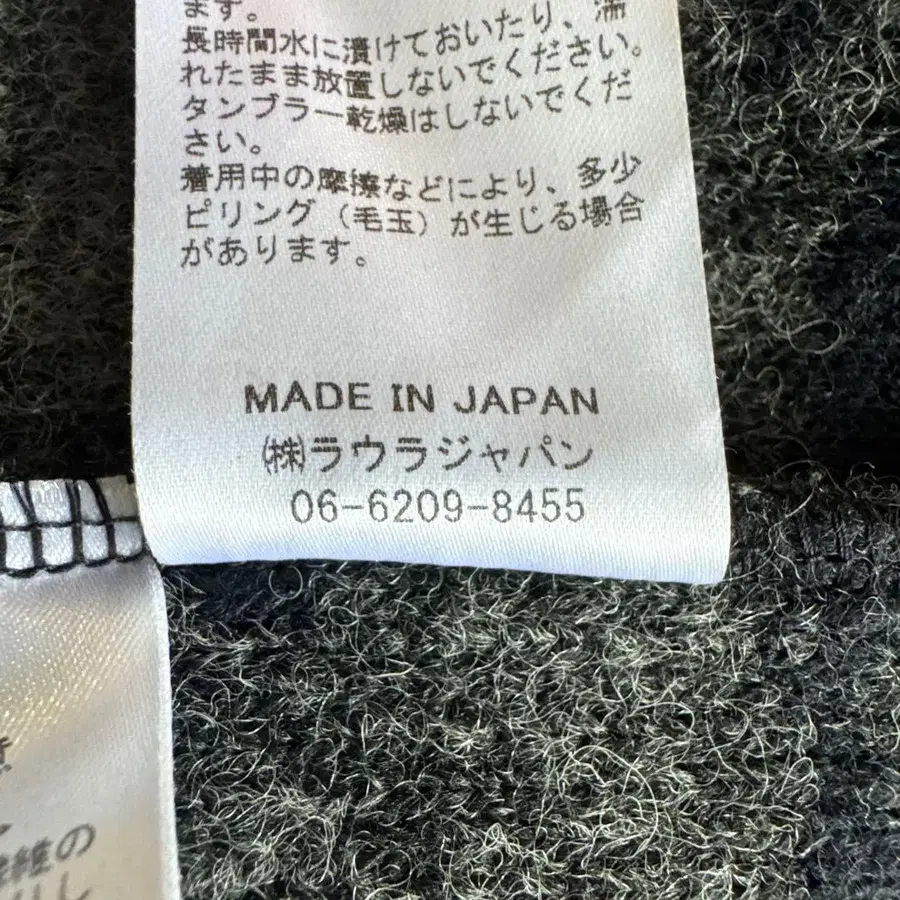 ます。
長時間水に漬けておいたり、濡
れたまま放置しないでください。
タンブラー乾燥はしないでくだ
さい。
着用中の摩擦などにより、多少
ピリング（毛玉）が生じる場合
があります。
MADE IN JAPAN
㈱ラウラジャパン
06-6209-8455
繊維の